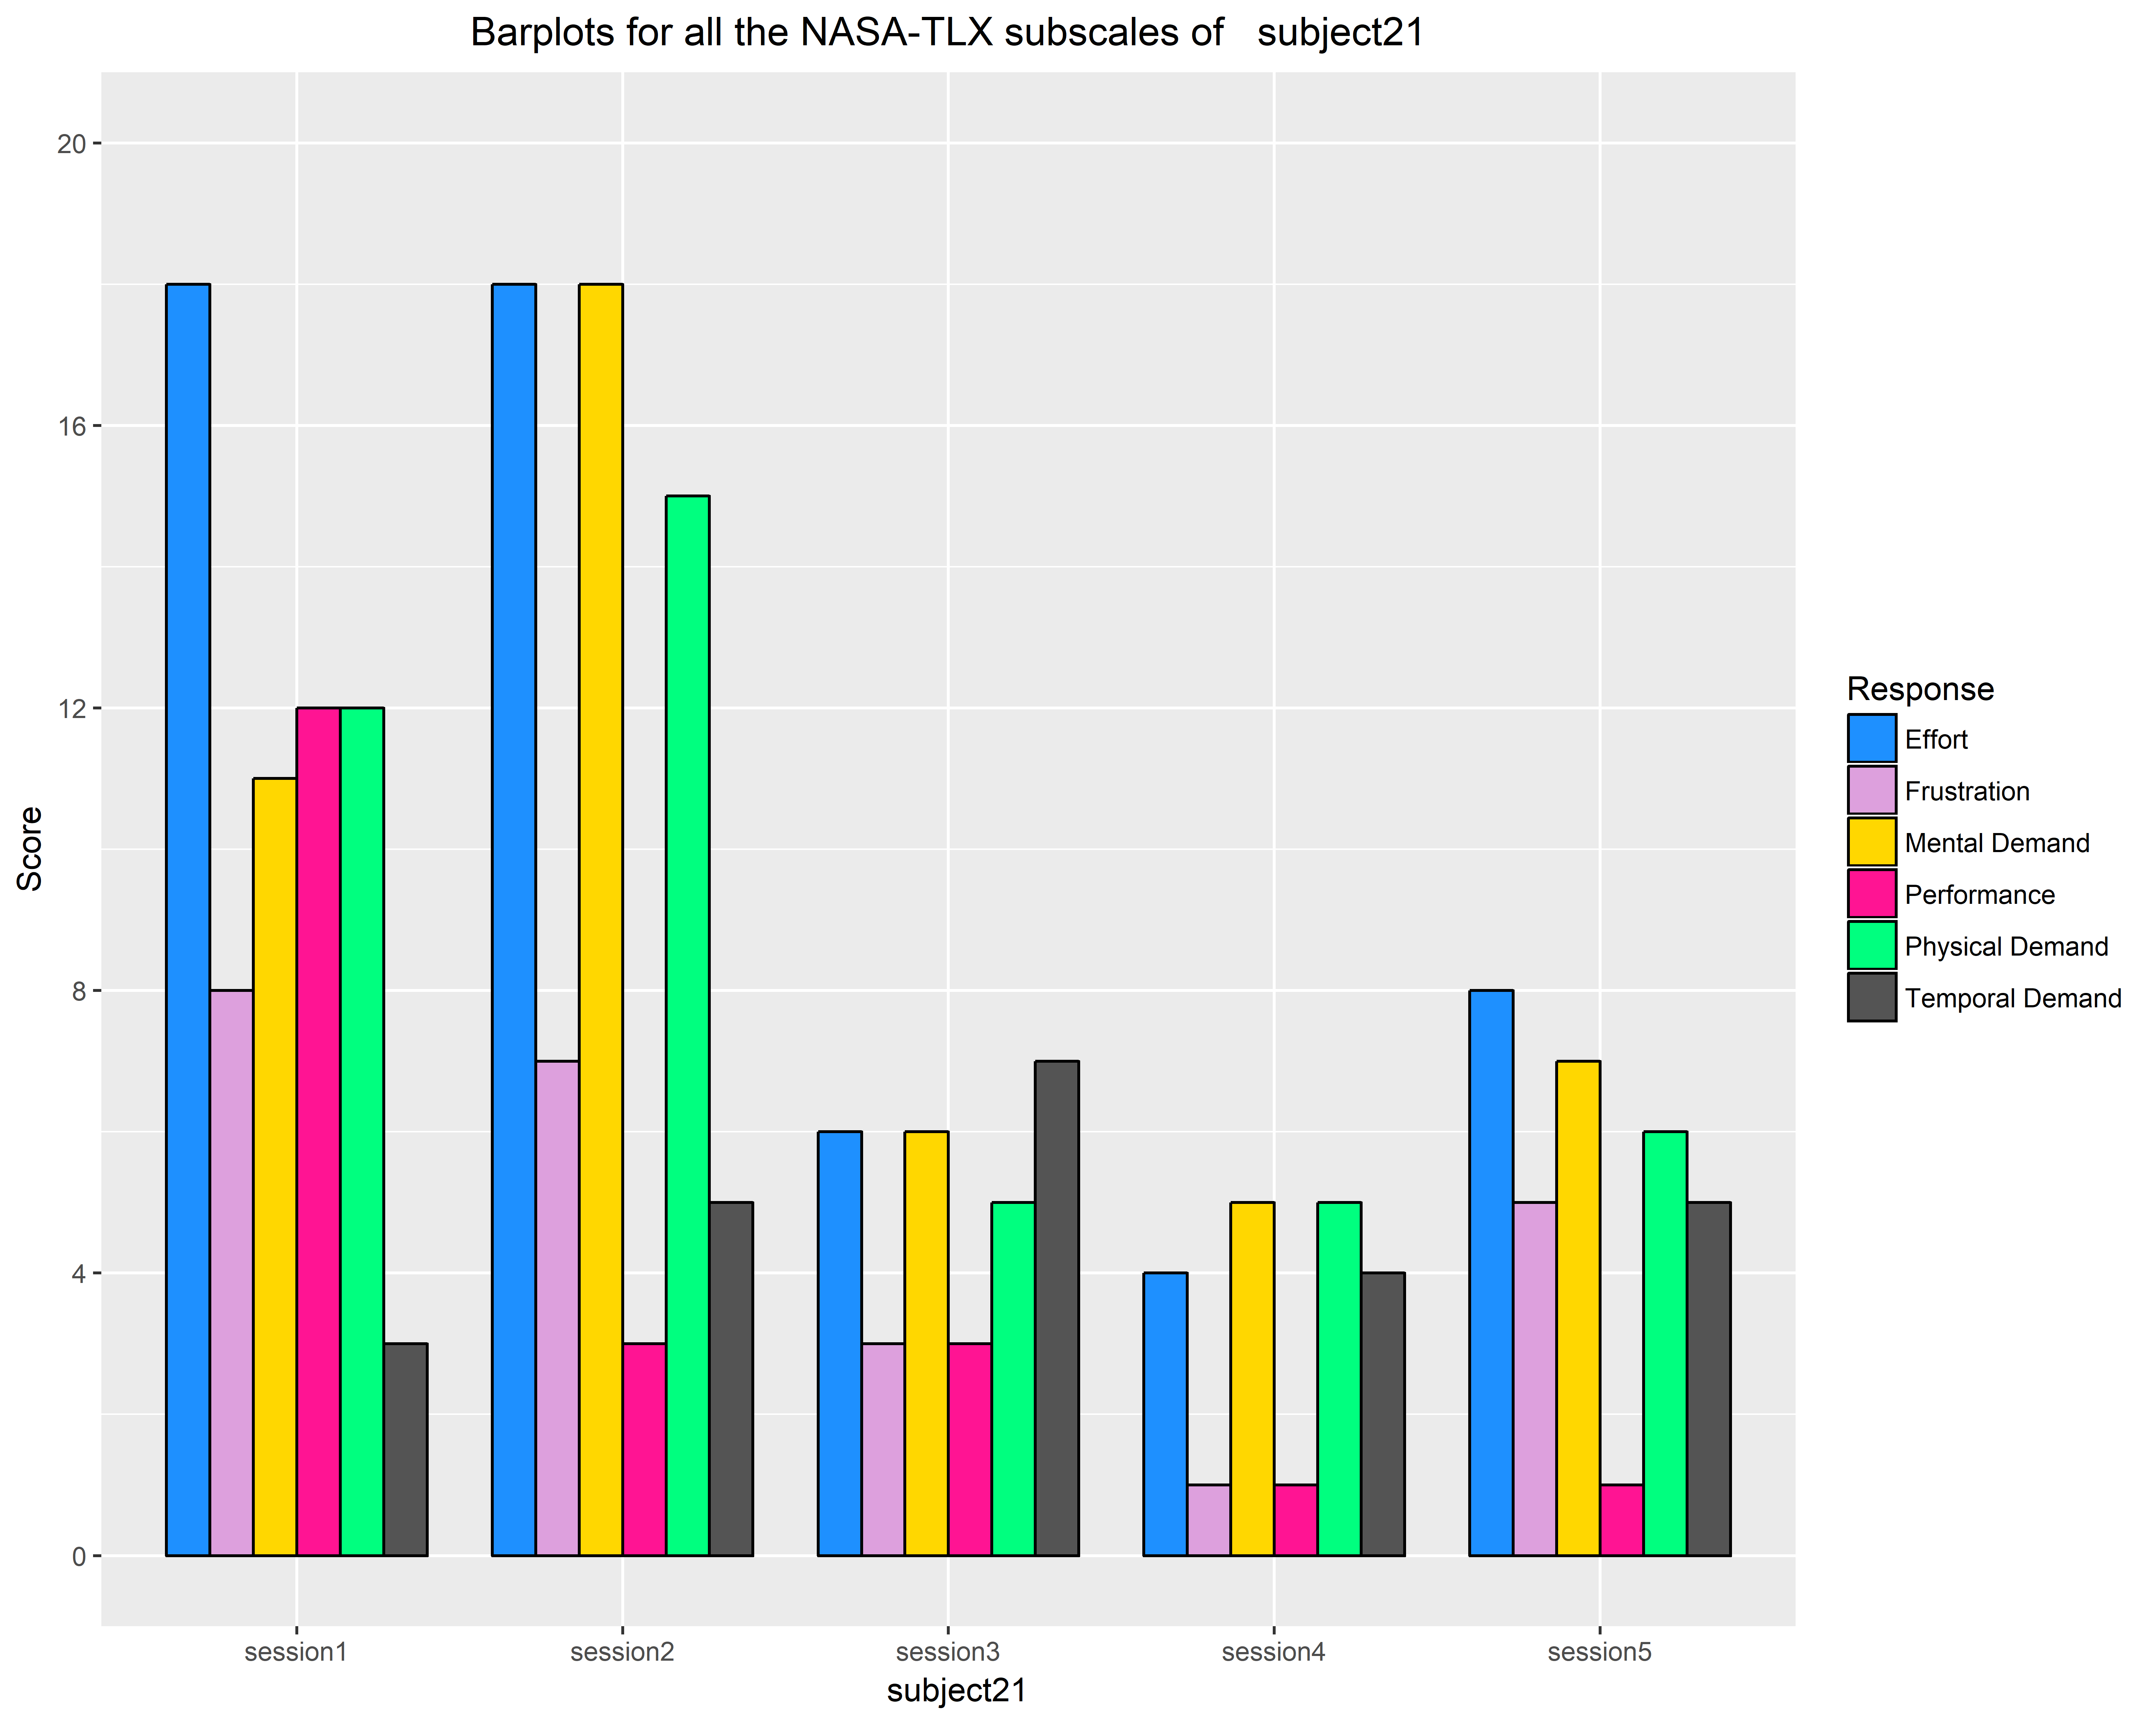 Barplots for all the NASA-TLX subscales of   subject21
20
16
12
8
4
0
Score
session1
session2
session3
session4
session5
subject21
Response
Effort
Frustration
Mental Demand
Performance
Physical Demand
Temporal Demand